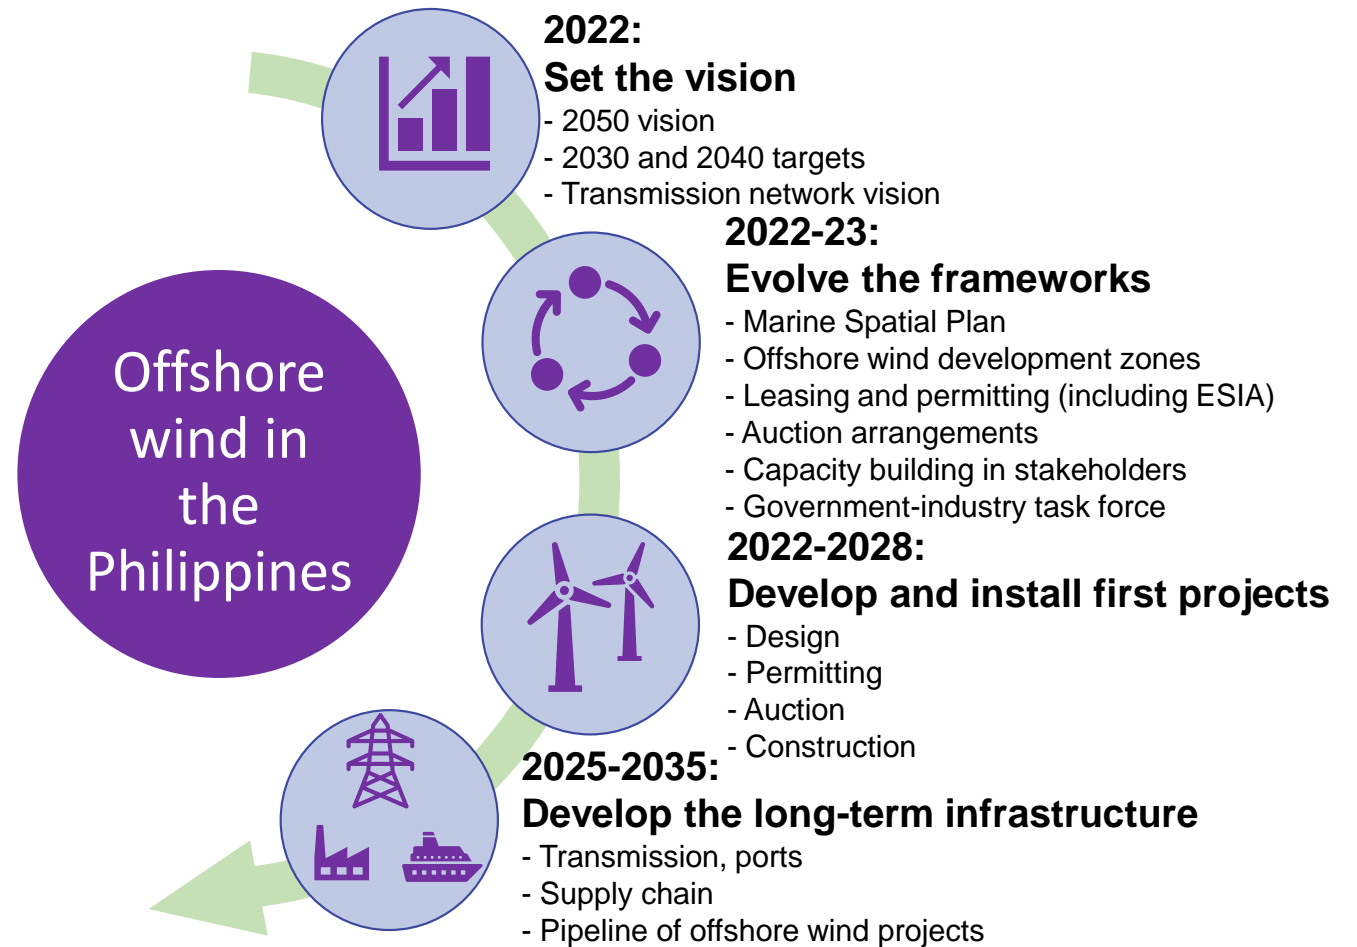 Offshore
wind in
the
Philippines
2022:
Set the vision
- 2050 vision
- 2030 and 2040 targets
- Transmission network vision
2022-23:
Evolve the frameworks
- Marine Spatial Plan
- Offshore wind development zones
- Leasing and permitting (including ESIA)
- Auction arrangements
- Capacity building in stakeholders
- Government-industry task force
2022-2028:
Develop and install first projects
- Design
- Permitting
- Auction
- Construction
2025-2035:
Develop the long-term infrastructure
- Transmission, ports
- Supply chain
- Pipeline of offshore wind projects